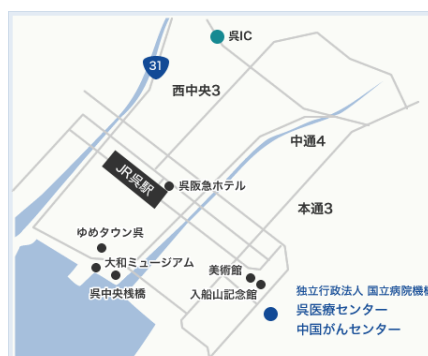 呉IC
31
西中央3
中通4
JR呉駅
呉阪急ホテル
本通3
ゆめタウン呉
大和ミュージアム
美術館
呉中央桟橋
入船山記念館
独立行政法人 国立病院機構
呉医療センター
中国がんセンター